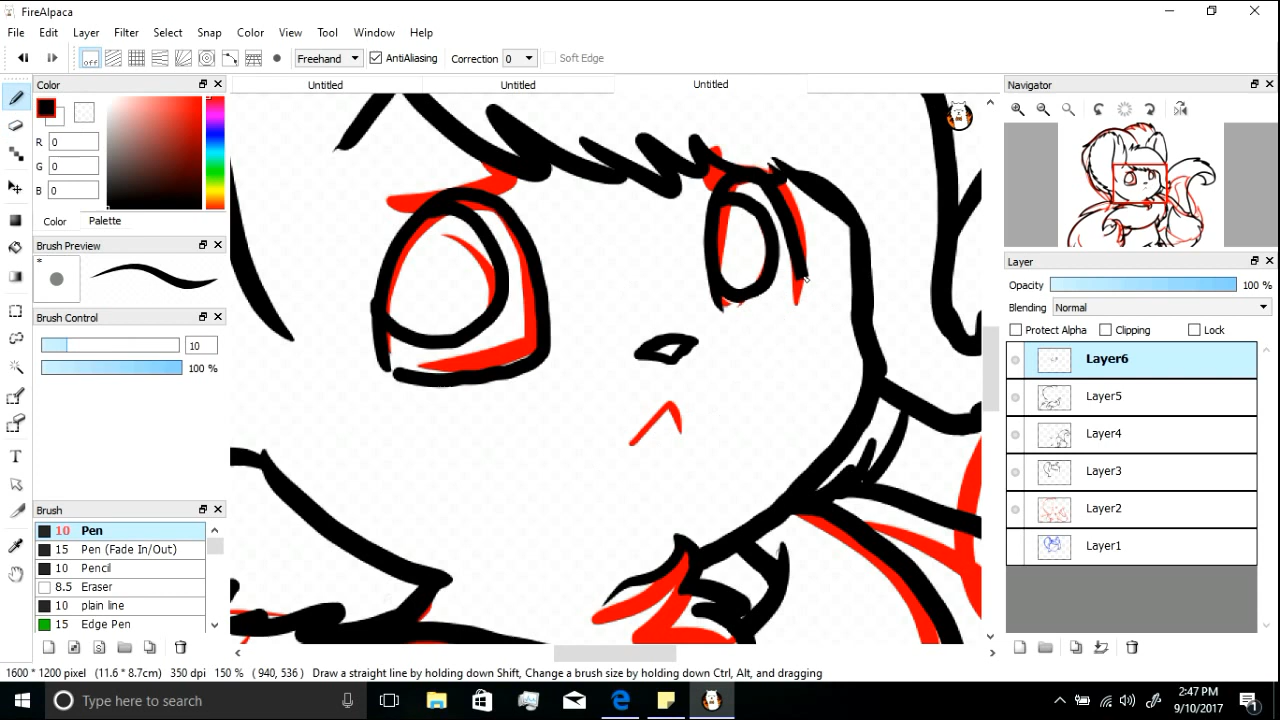 FireAlpaca
File Edit Layer Filter Select Snap Color View Tool Window Help
off Freehand AntiAliasing Correction 0 Soft Edge
Color
Untitled Untitled Untitled
Navigator
R 0
G 0
B 0
Color Palette
Brush Preview
*
Brush Control
10
100 %
Layer
Opacity 100 %
Blending Normal
Protect Alpha Clipping Lock
Layer6
Layer5
Layer4
Layer3
Layer2
Layer1
Brush
10 Pen
15 Pen (Fade In/Out)
10 Pencil
8.5 Eraser
10 plain line
15 Edge Pen
1600 * 1200 pixel (11.6 * 8.7cm) 350 dpi 150 % ( 940, 536 ) Draw a straight line by holding down Shift, Change a brush size by holding down Ctrl, Alt, and dragging
Type here to search
2:47 PM
9/10/2017
1